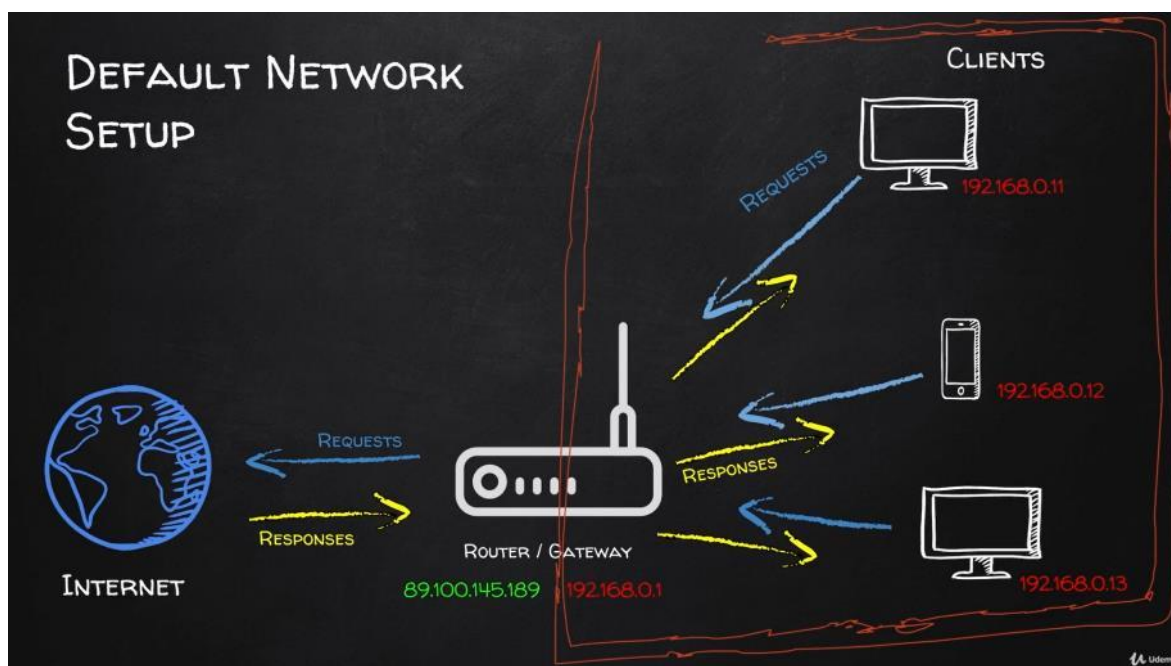 DEFAULT NETWORK
SETUP
CLIENTS
REQUESTS
192.168.0.11
192.168.0.12
REQUESTS
RESPONSES
RESPONSES
ROUTER / GATEWAY
INTERNET
89.100.145.189
192.168.0.1
192.168.0.13
Udemy